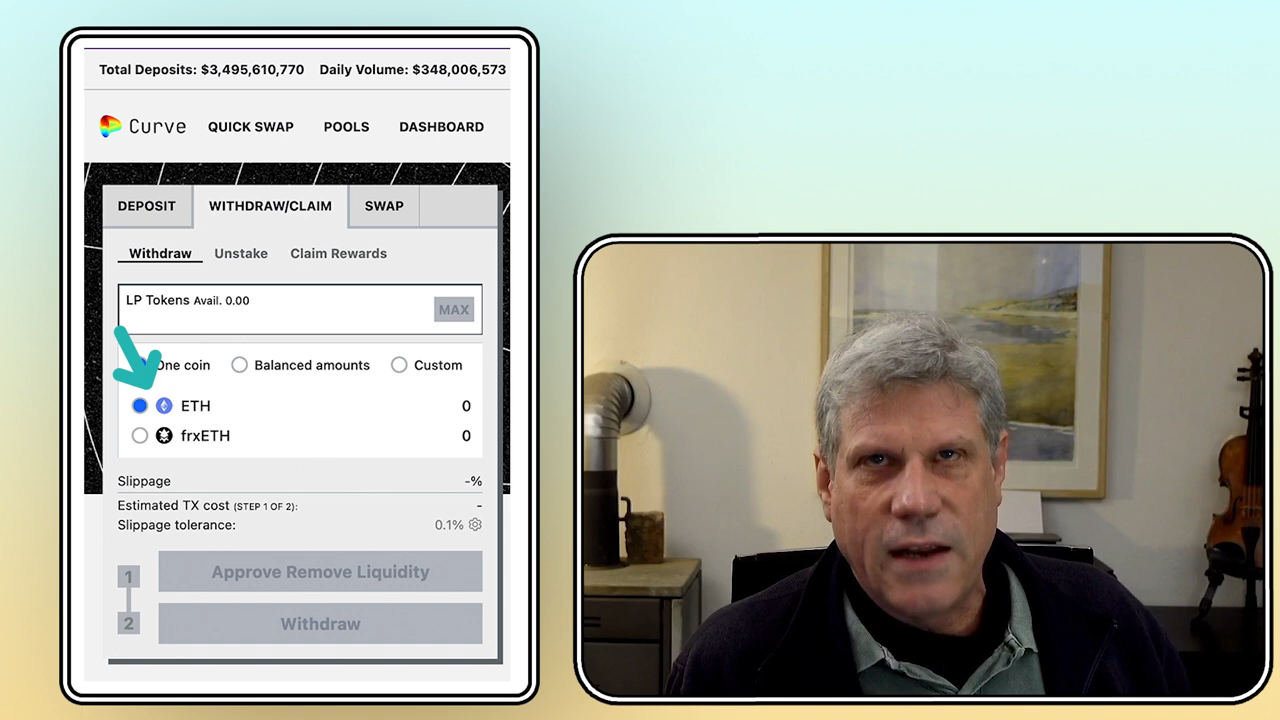 Total Deposits: $3,495,610,770 Daily Volume: $348,006,573
Curve QUICK SWAP POOLS DASHBOARD
DEPOSIT WITHDRAW/CLAIM SWAP
Withdraw Unstake Claim Rewards
LP Tokens Avail. 0.00
MAX
One coin Balanced amounts Custom
ETH 0
frxETH 0
Slippage -%
Estimated TX cost (STEP 1 OF 2): -
Slippage tolerance: 0.1%
1 Approve Remove Liquidity
2 Withdraw